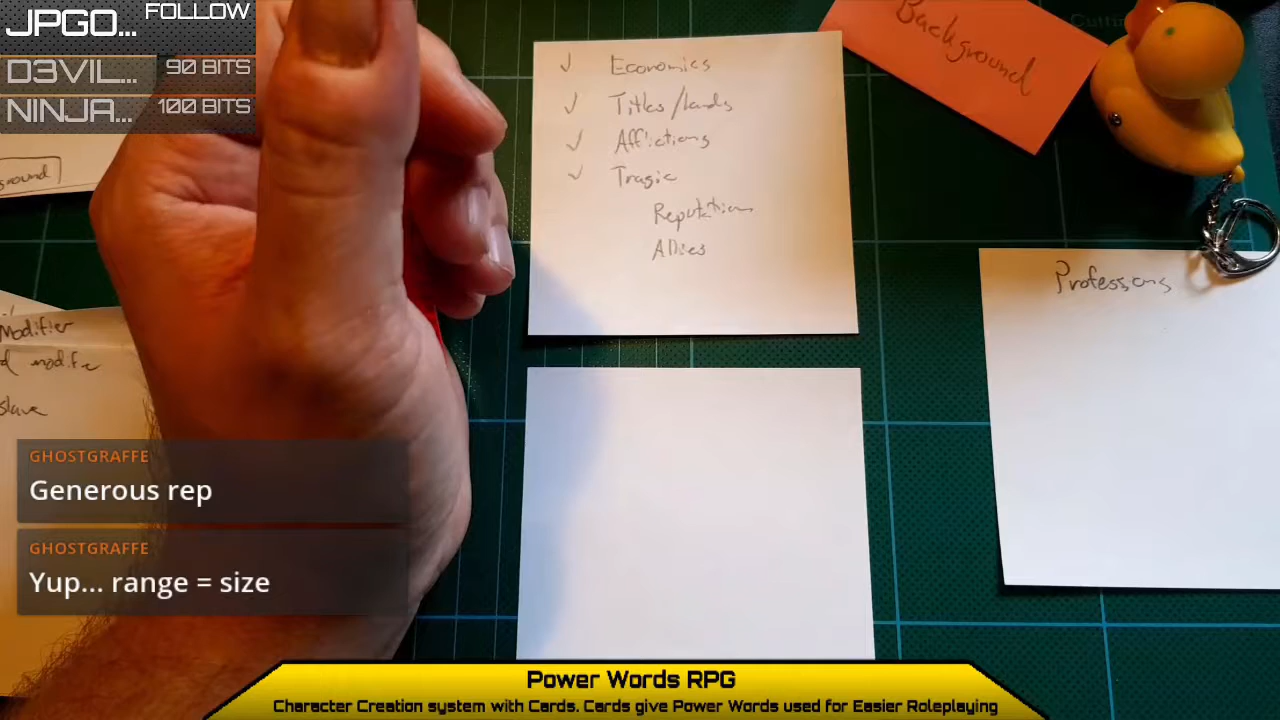 JPGO...
FOLLOW
D3VIL...
90 BITS
NINJA...
100 BITS
Background
Economics
Titles/lands
Afflictions
Tragic
Reputation
Allies
Professions
round
Modifier
slave
GHOSTGRAFFE
Generous rep
GHOSTGRAFFE
Yup... range = size
Power Words RPG
Character Creation system with Cards. Cards give Power Words used for Easier Roleplaying